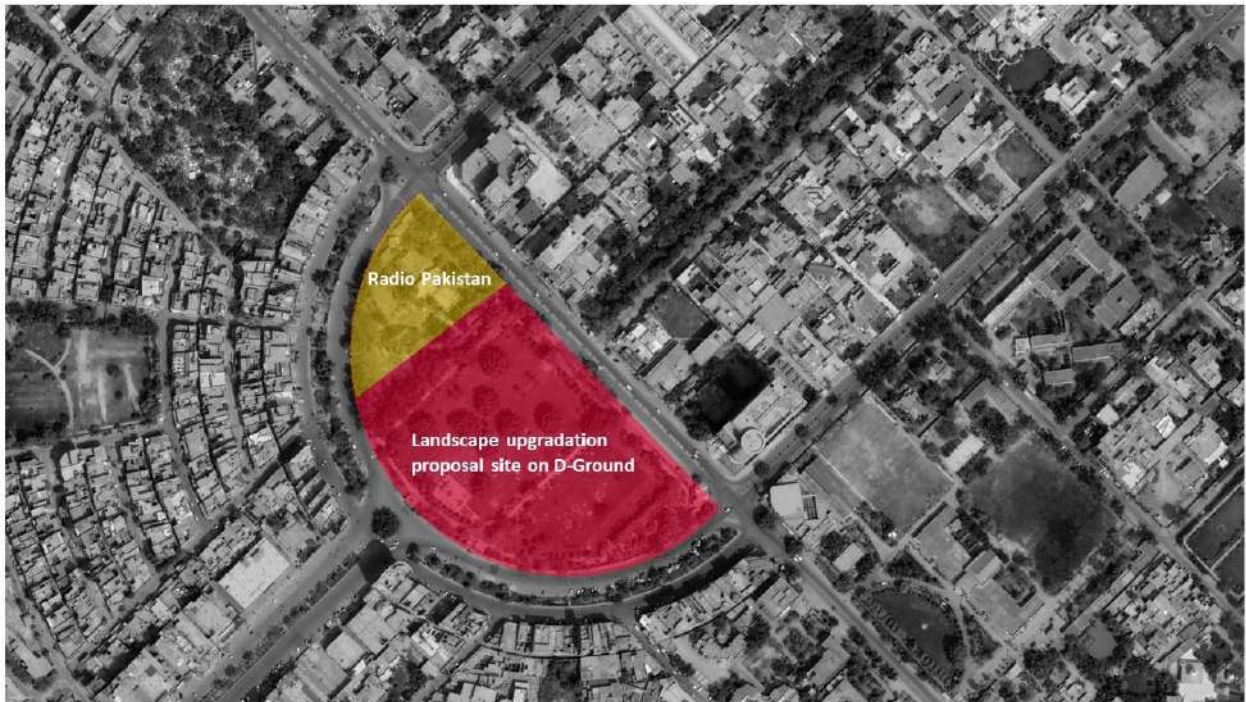 Radio Pakistan
Landscape upgradation
proposal site on D-Ground